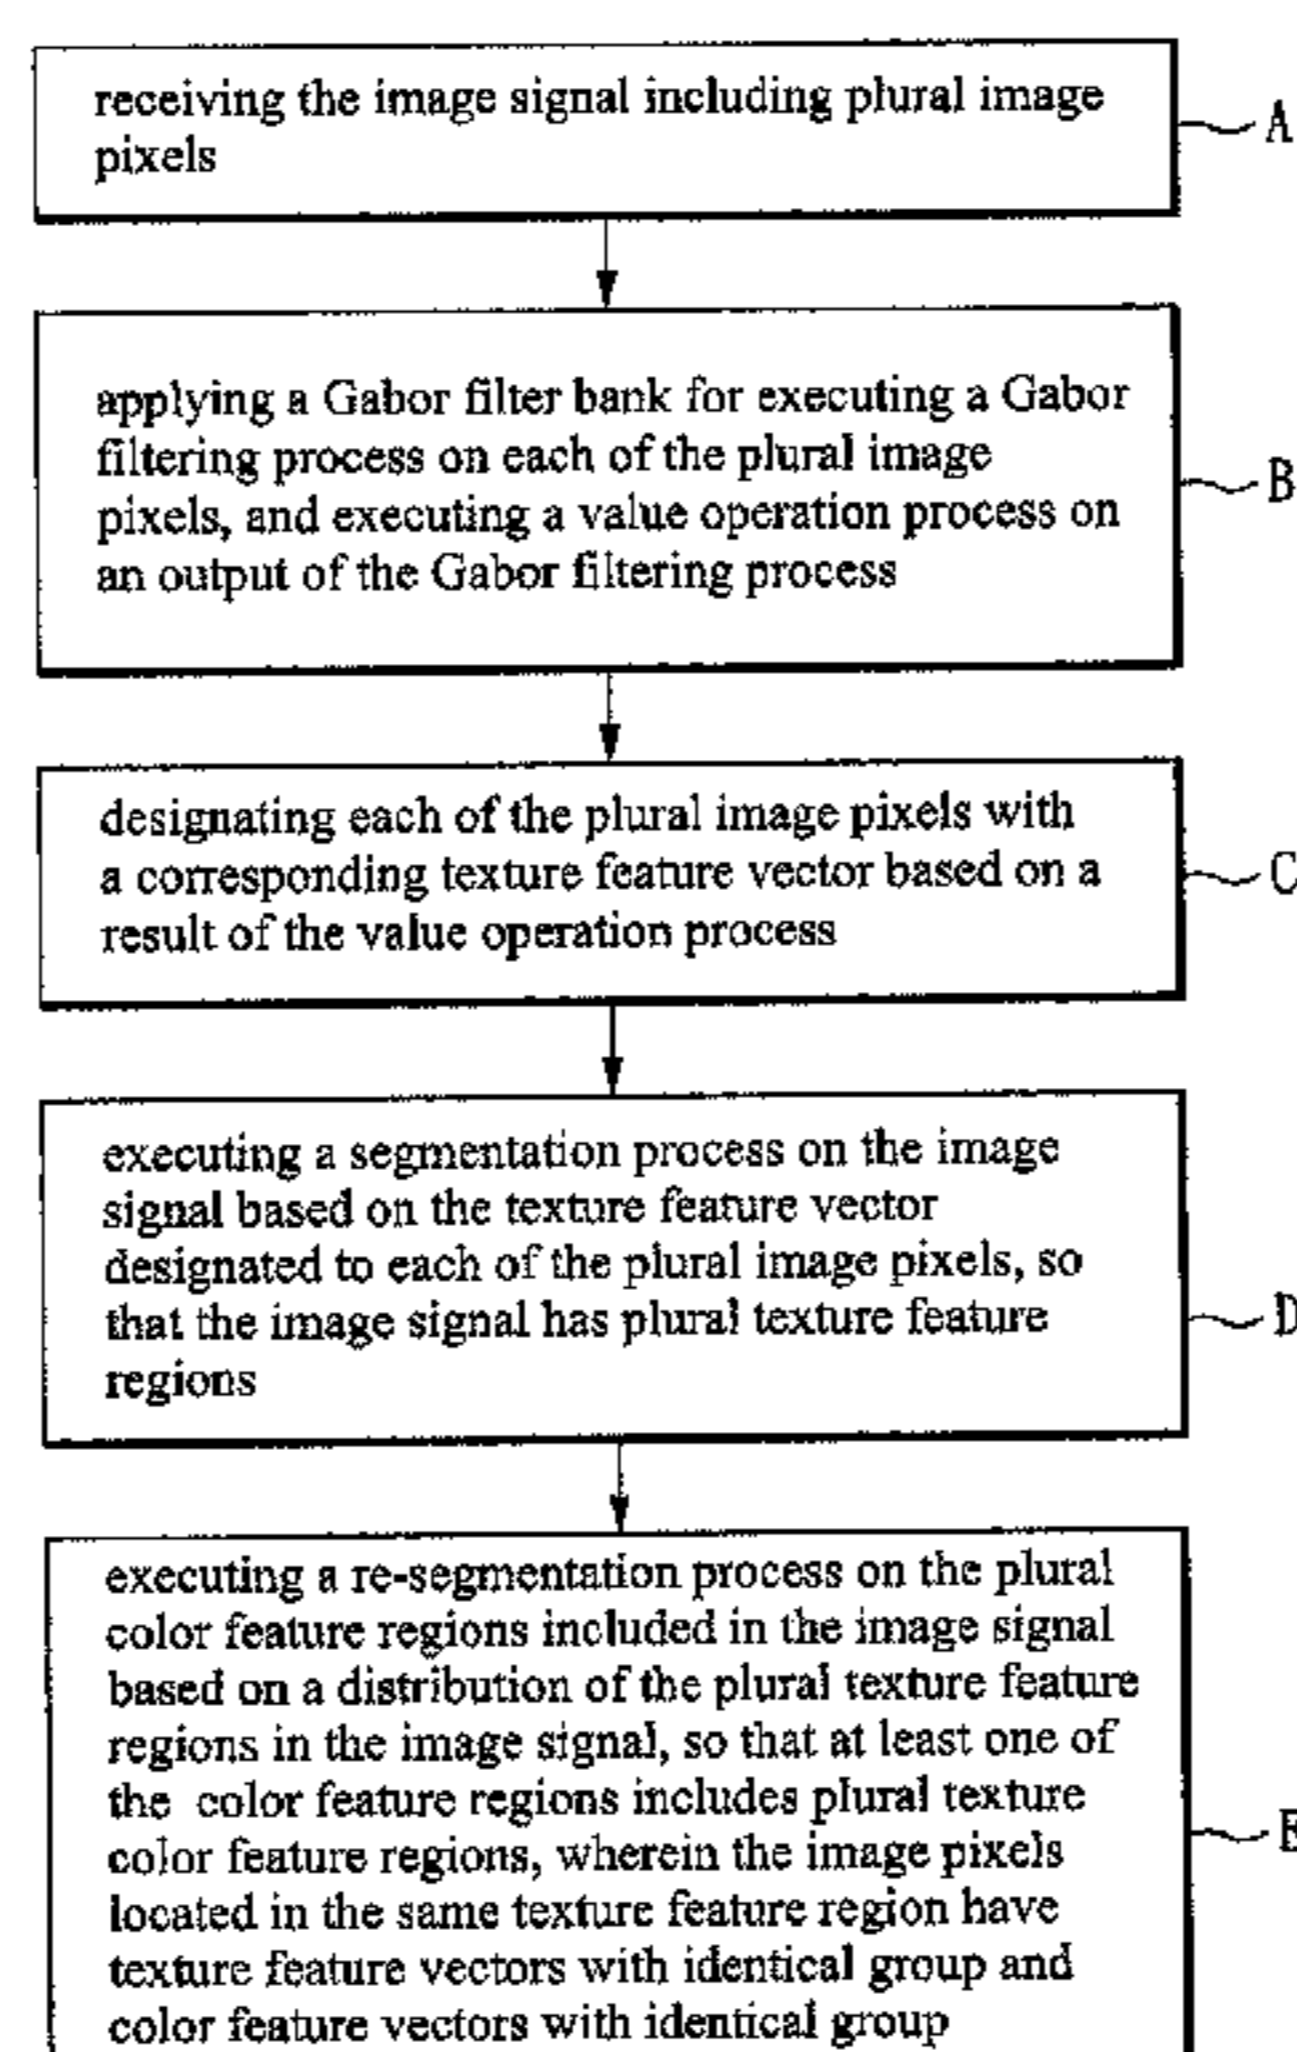 receiving the image signal including plural image
pixels
A
applying a Gabor filter bank for executing a Gabor
filtering process on each of the plural image
pixels, and executing a value operation process on
an output of the Gabor filtering process
B
designating each of the plural image pixels with
a corresponding texture feature vector based on a
result of the value operation process
C
executing a segmentation process on the image
signal based on the texture feature vector
designated to each of the plural image pixels, so
that the image signal has plural texture feature
regions
D
executing a re-segmentation process on the plural
color feature regions included in the image signal
based on a distribution of the plural texture feature
regions in the image signal, so that at least one of
the color feature regions includes plural texture
color feature regions, wherein the image pixels
located in the same texture feature region have
texture feature vectors with identical group and
color feature vectors with identical group
E